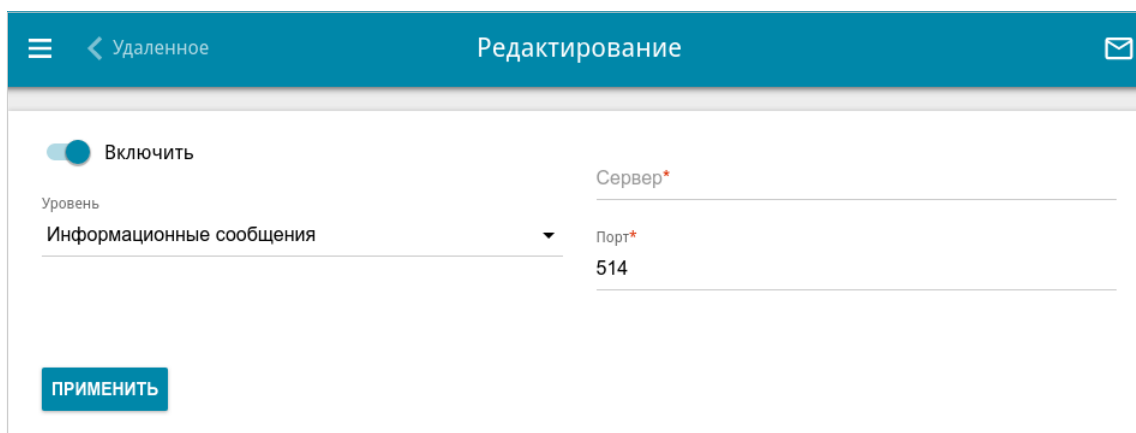 Удаленное
Редактирование
Включить
Уровень
Информационные сообщения
Сервер*
Порт*
514
ПРИМЕНИТЬ